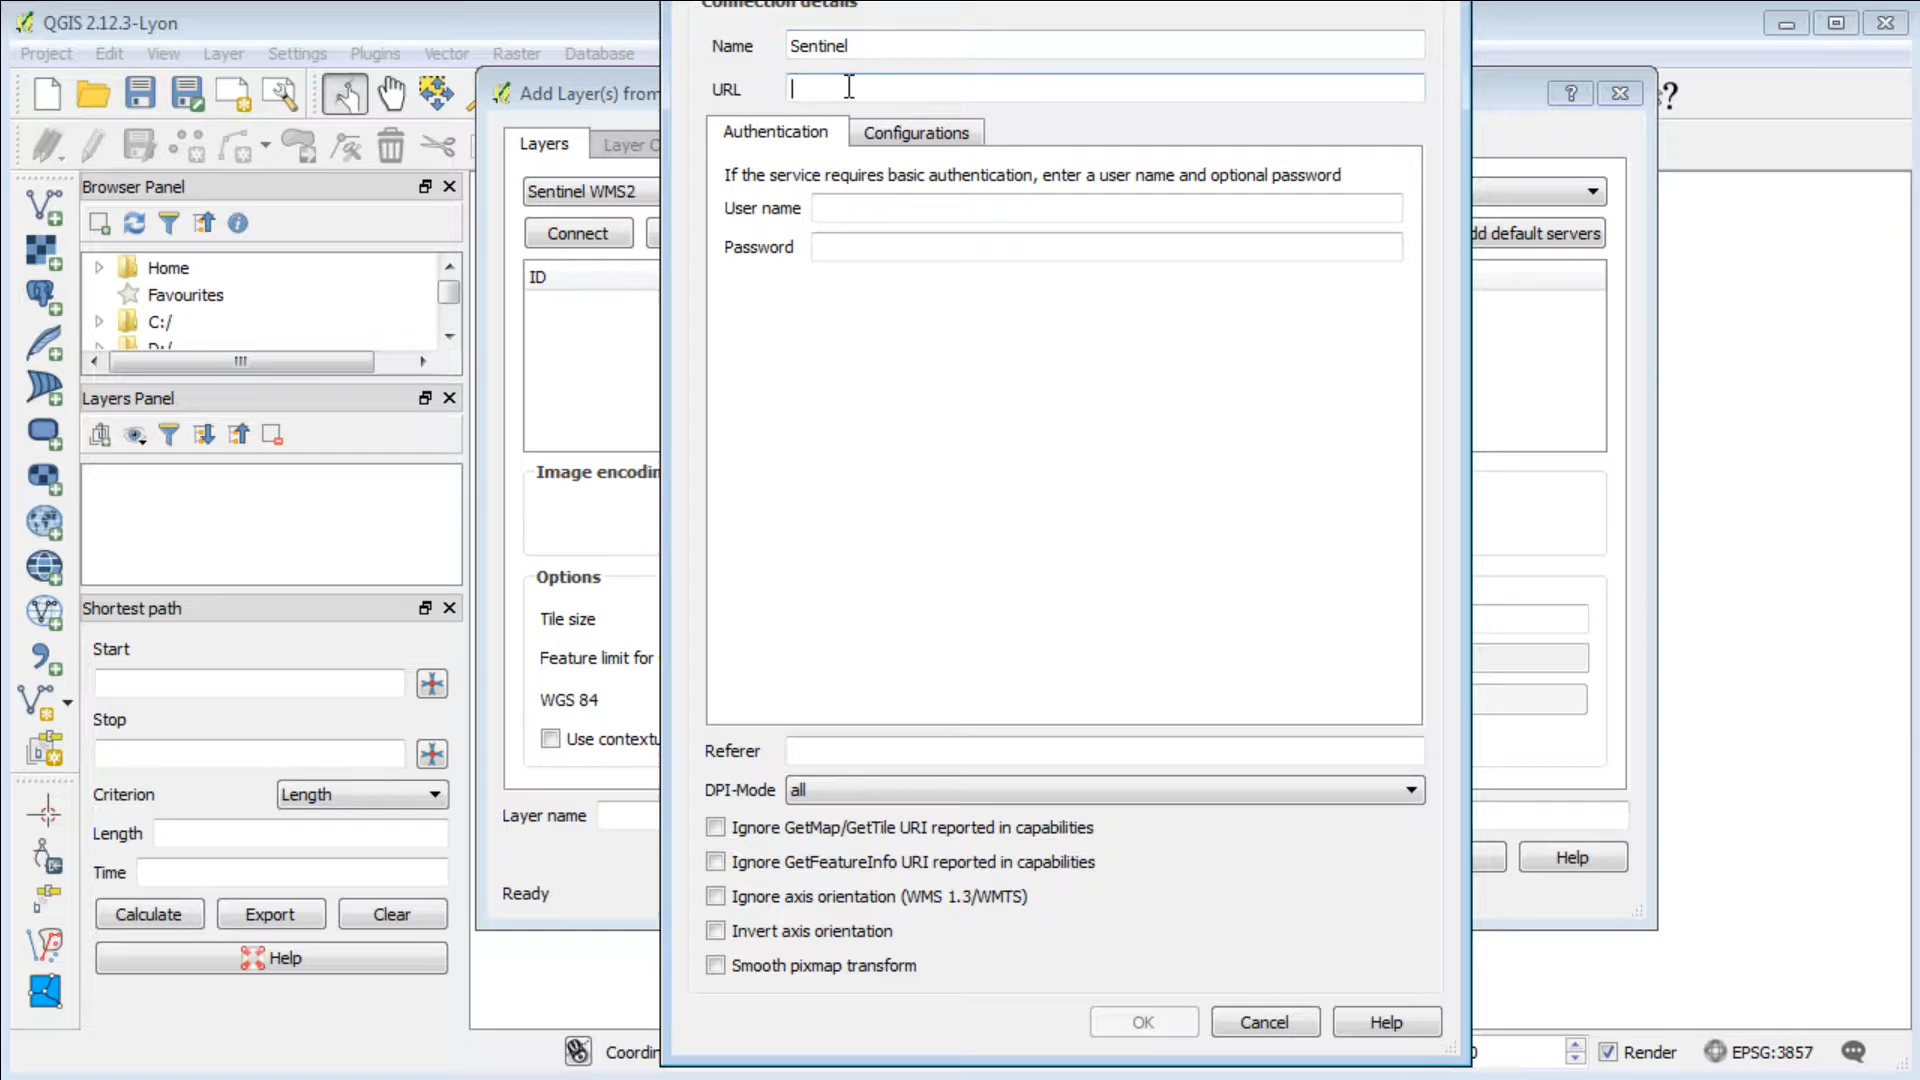 QGIS 2.12.3-Lyon
Project Edit View Layer Settings Plugins Vector Raster Database
Connection details
Name Sentinel
URL
Authentication Configurations
If the service requires basic authentication, enter a user name and optional password
User name
Password
Referer
DPI-Mode all
Ignore GetMap/GetTile URI reported in capabilities
Ignore GetFeatureInfo URI reported in capabilities
Ignore axis orientation (WMS 1.3/WMTS)
Invert axis orientation
Smooth pixmap transform
OK Cancel Help
Add Layer(s) from
Layers Layer O
Sentinel WMS2
Connect
dd default servers
ID
Image encodin
Options
Tile size
Feature limit for
WGS 84
Use contextu
Layer name
Ready
Help
Browser Panel
Home
Favourites
C:/
D:/
Layers Panel
Shortest path
Start
Stop
Criterion Length
Length
Time
Calculate Export Clear
Help
Coordin
Render EPSG:3857